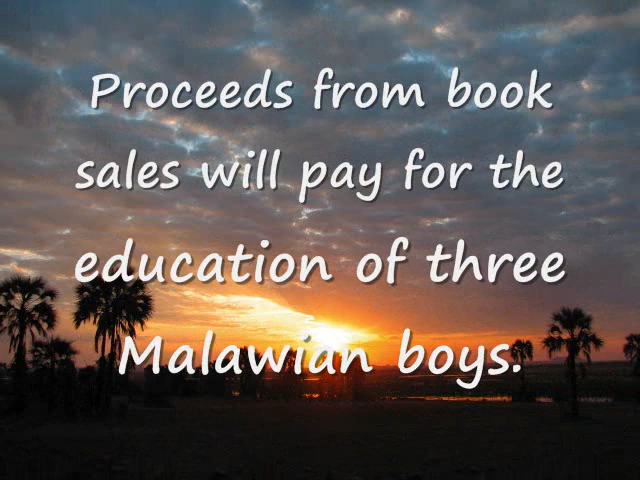 Proceeds from book
sales will pay for the
education of three
Malawian boys.